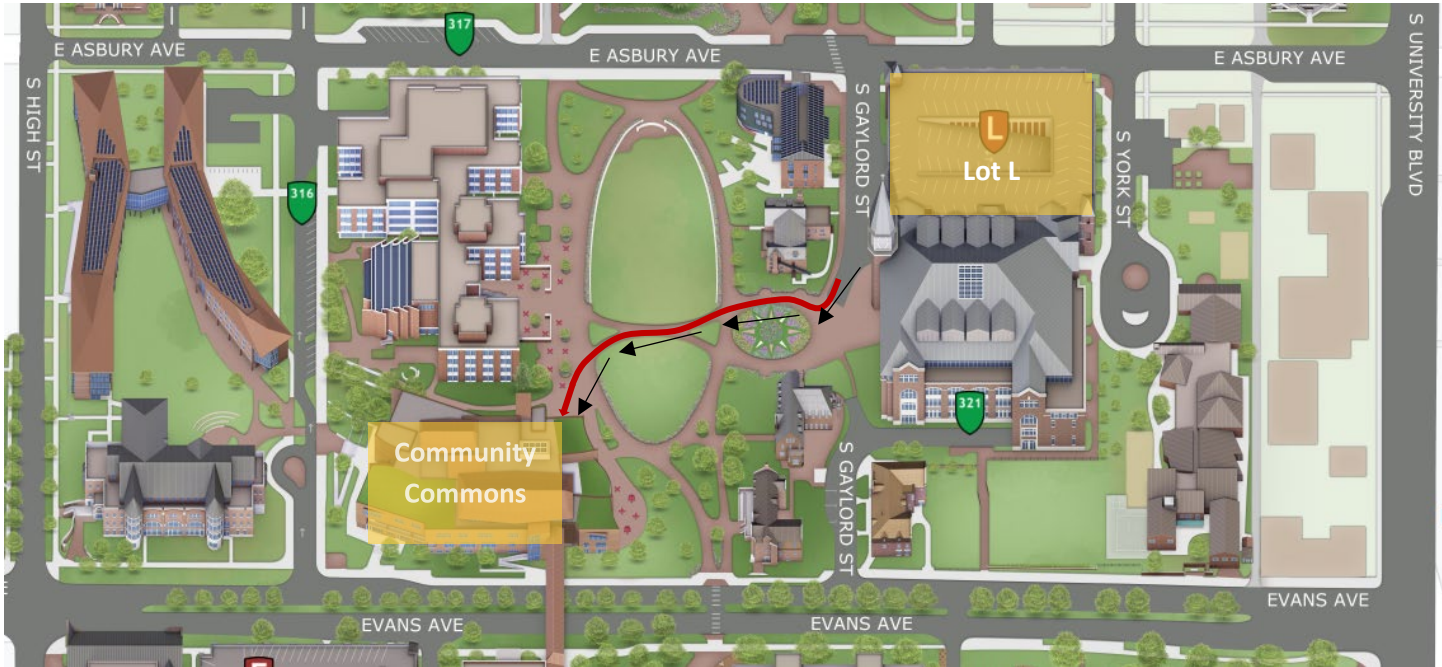 317
E ASBURY AVE
E ASBURY AVE
E ASBURY AVE
S HIGH ST
S GAYLORD ST
L
Lot L
S YORK ST
S UNIVERSITY BLVD
316
321
Community
Commons
S GAYLORD ST
EVANS AVE
EVANS AVE
EVANS AVE